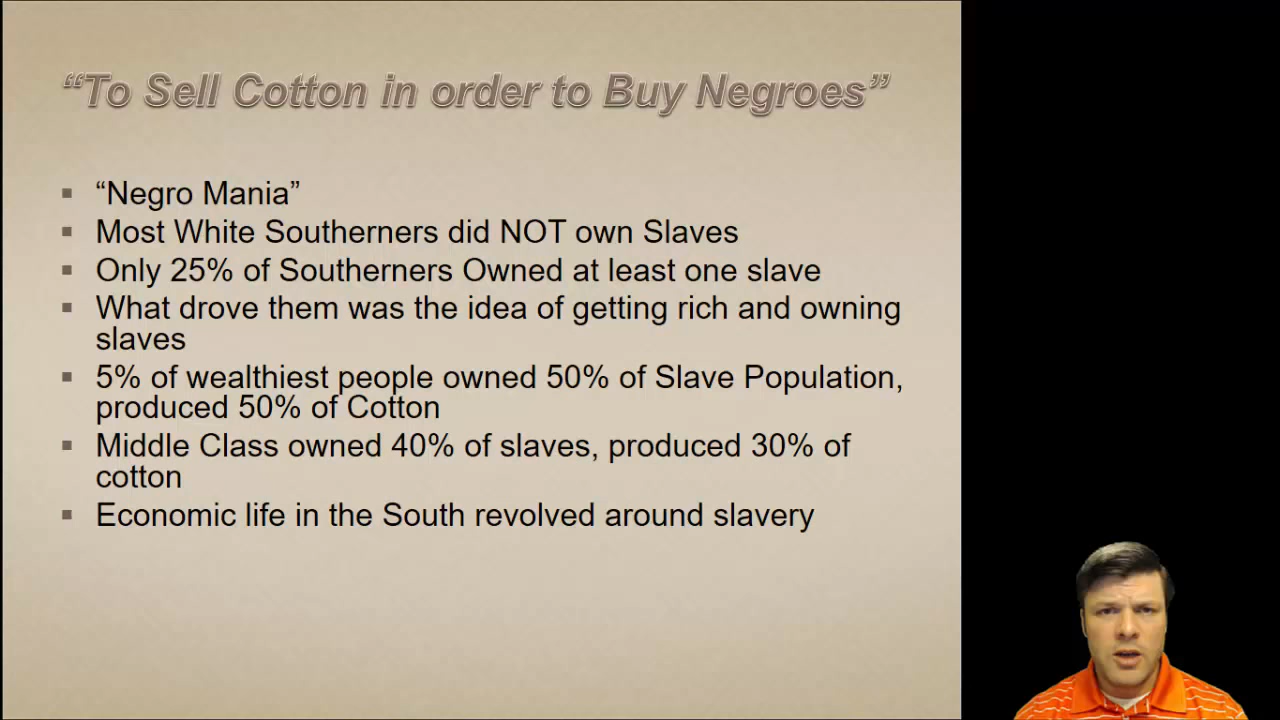 “To Sell Cotton in order to Buy Negroes”
▪ “Negro Mania”
▪ Most White Southerners did NOT own Slaves
▪ Only 25% of Southerners Owned at least one slave
▪ What drove them was the idea of getting rich and owning
slaves
▪ 5% of wealthiest people owned 50% of Slave Population,
produced 50% of Cotton
▪ Middle Class owned 40% of slaves, produced 30% of
cotton
▪ Economic life in the South revolved around slavery